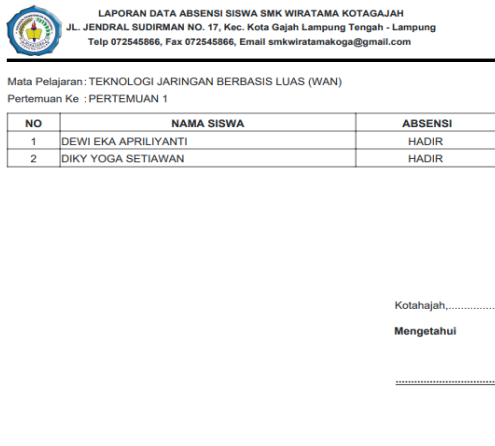 LAPORAN DATA ABSENSI SISWA SMK WIRATAMA KOTAGAJAH
JL. JENDRAL SUDIRMAN NO. 17, Kec. Kota Gajah Lampung Tengah - Lampung
Telp 072545866, Fax 072545866, Email smkwiratamakoga@gmail.com
Mata Pelajaran : TEKNOLOGI JARINGAN BERBASIS LUAS (WAN)
Pertemuan Ke : PERTEMUAN 1
NO NAMA SISWA ABSENSI
1 DEWI EKA APRILIYANTI HADIR
2 DIKY YOGA SETIAWAN HADIR
Kotahajah,...............
Mengetahui
................................